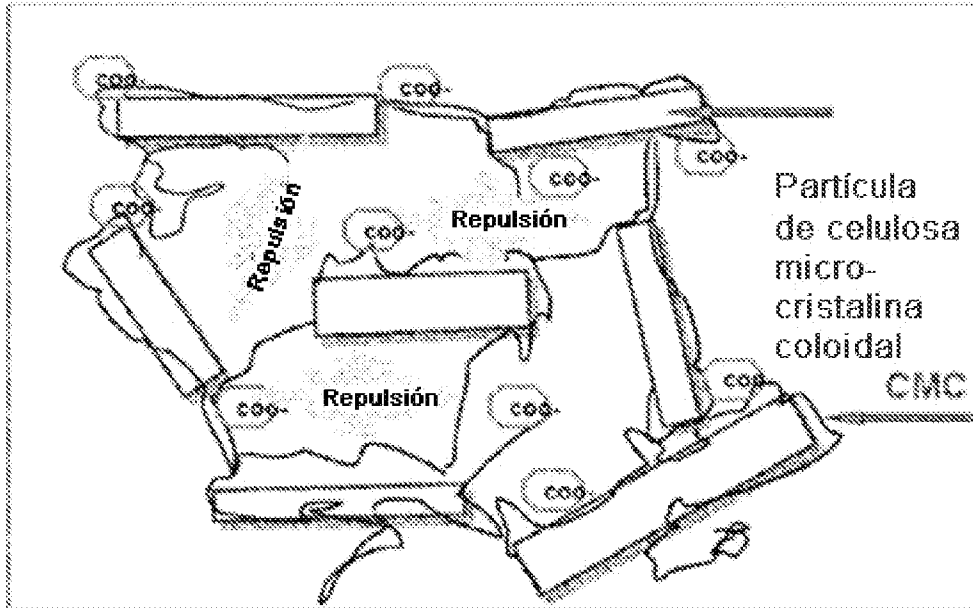 coo-
coo-
coo-
coo-
coo
coo-
Repulsión
Repulsión
Partícula
de celulosa
micro-
cristalina
coloidal
coo-
CMC
Repulsión
coo-
coo-
coo-